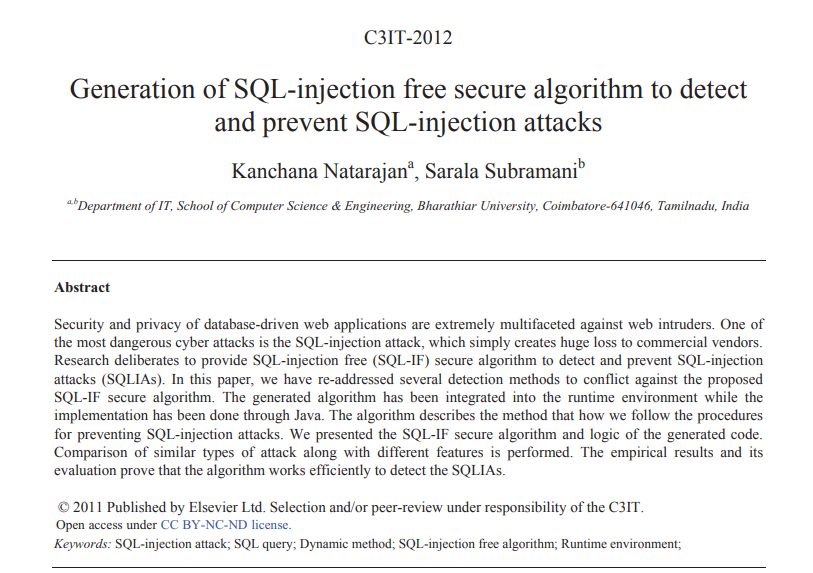 C3IT-2012
Generation of SQL-injection free secure algorithm to detect
and prevent SQL-injection attacks
Kanchana Natarajanᵃ, Sarala Subramaniᵇ
ᵃ,ᵇDepartment of IT, School of Computer Science & Engineering, Bharathiar University, Coimbatore-641046, Tamilnadu, India
Abstract
Security and privacy of database-driven web applications are extremely multifaceted against web intruders. One of
the most dangerous cyber attacks is the SQL-injection attack, which simply creates huge loss to commercial vendors.
Research deliberates to provide SQL-injection free (SQL-IF) secure algorithm to detect and prevent SQL-injection
attacks (SQLIAs). In this paper, we have re-addressed several detection methods to conflict against the proposed
SQL-IF secure algorithm. The generated algorithm has been integrated into the runtime environment while the
implementation has been done through Java. The algorithm describes the method that how we follow the procedures
for preventing SQL-injection attacks. We presented the SQL-IF secure algorithm and logic of the generated code.
Comparison of similar types of attack along with different features is performed. The empirical results and its
evaluation prove that the algorithm works efficiently to detect the SQLIAs.
© 2011 Published by Elsevier Ltd. Selection and/or peer-review under responsibility of the C3IT.
Open access under CC BY-NC-ND license.
Keywords: SQL-injection attack; SQL query; Dynamic method; SQL-injection free algorithm; Runtime environment;